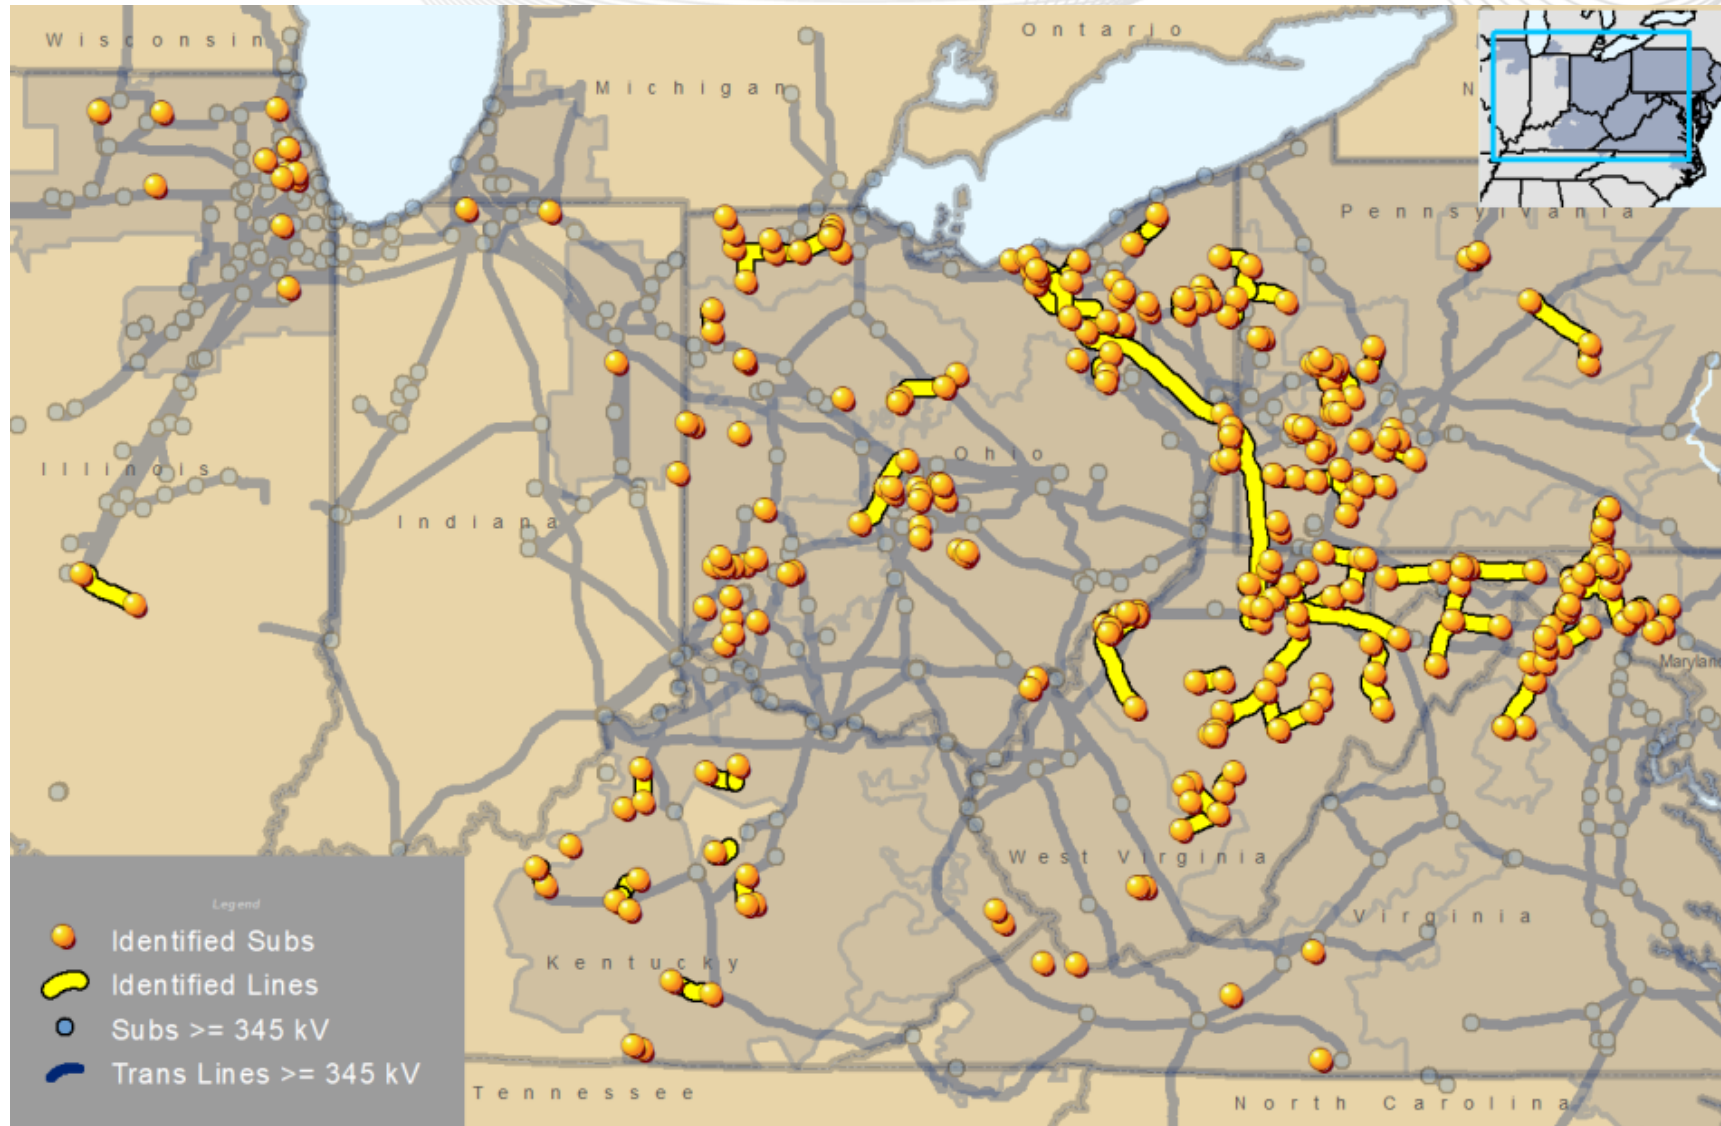 Wisconsin
Ontario
Michigan
N
Pennsylvania
Illinois
Ohio
Indiana
Maryland
West Virginia
Virginia
Kentucky
Tennessee
North Carolina
Legend
Identified Subs
Identified Lines
Subs >= 345 kV
Trans Lines >= 345 kV